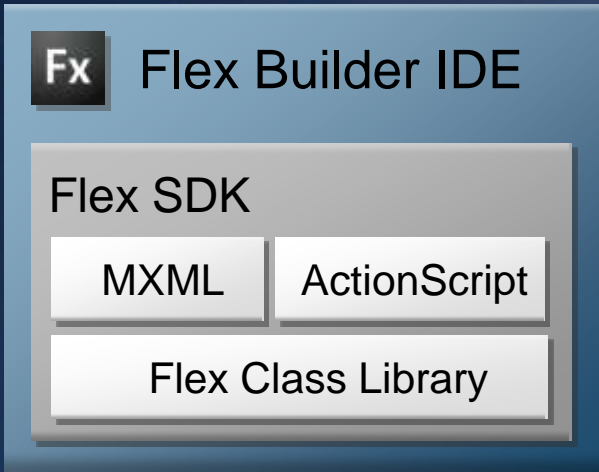 Fx Flex Builder IDE
Flex SDK
MXML ActionScript
Flex Class Library